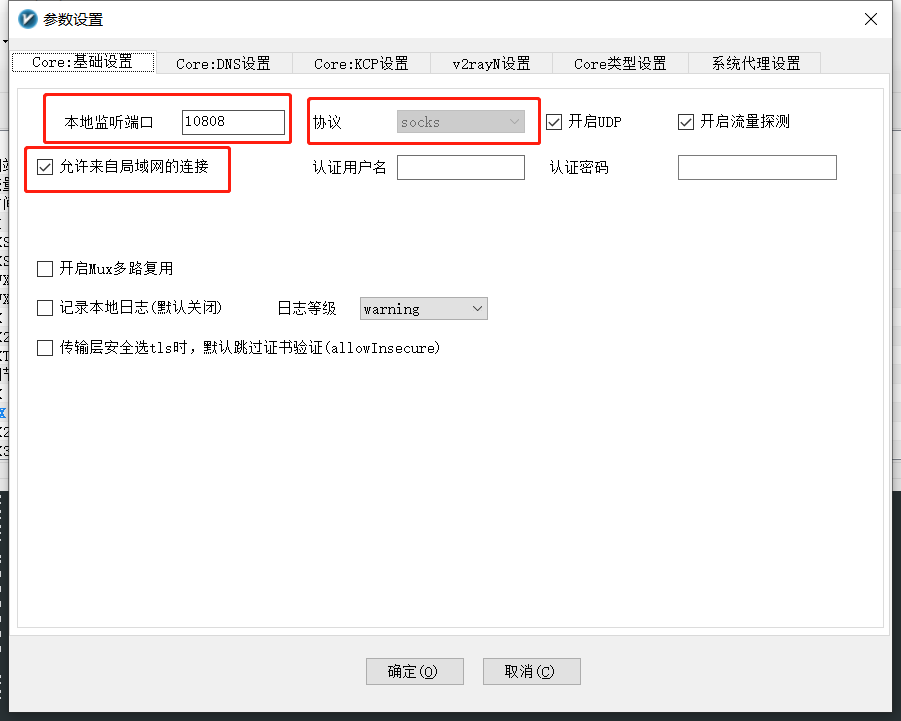 参数设置
Core:基础设置 Core:DNS设置 Core:KCP设置 v2rayN设置 Core类型设置 系统代理设置
本地监听端口 10808 协议 socks 开启UDP 开启流量探测
允许来自局域网的连接 认证用户名 认证密码
开启Mux多路复用
记录本地日志(默认关闭) 日志等级 warning
传输层安全选tls时，默认跳过证书验证(allowInsecure)
确定(O) 取消(C)